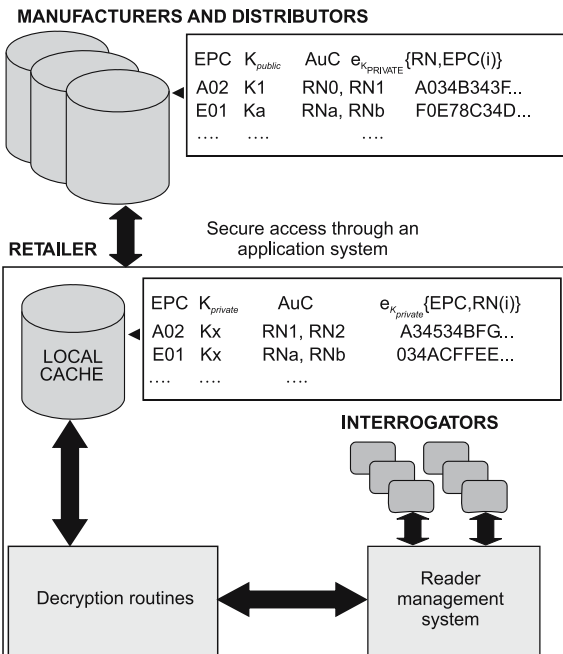 MANUFACTURERS AND DISTRIBUTORS
EPC K_public AuC e_K_PRIVATE{RN,EPC(i)}
A02 K1 RN0, RN1 A034B343F...
E01 Ka RNa, RNb F0E78C34D...
.... .... ....
Secure access through an
application system
RETAILER
EPC K_private AuC e_K_private{EPC,RN(i)}
A02 Kx RN1, RN2 A34534BFG...
E01 Kx RNa, RNb 034ACFFEE...
.... .... ....
LOCAL
CACHE
INTERROGATORS
Decryption routines
Reader
management
system